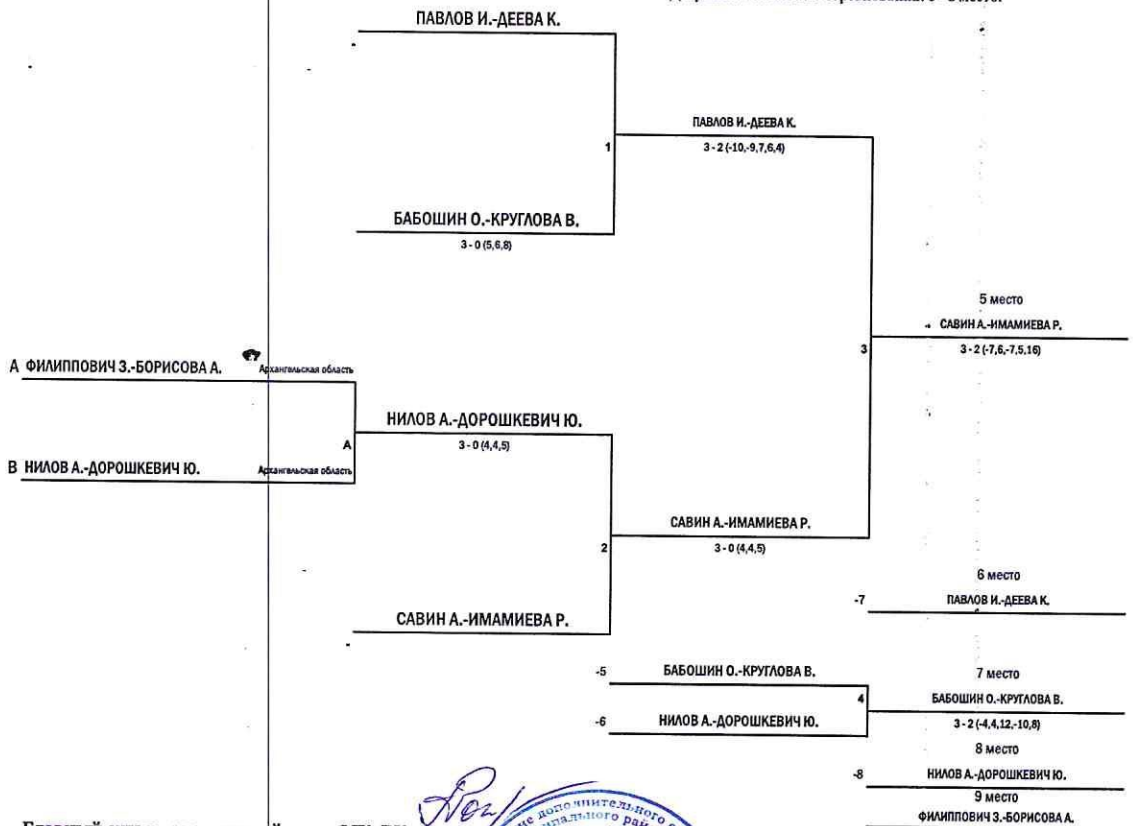 ПАВЛОВ И.-ДЕЕВА К.
ПАВЛОВ И.-ДЕЕВА К.
1
3 - 2 (-10,-9,7,6,4)
БАБОШИН О.-КРУГЛОВА В.
3 - 0 (5,6,8)
5 место
САВИН А.-ИМАМИЕВА Р.
3
3 - 2 (-7,6,-7,5,16)
А ФИЛИППОВИЧ З.-БОРИСОВА А. Архангельская область
НИЛОВ А.-ДОРОШКЕВИЧ Ю.
А
3 - 0 (4,4,5)
В НИЛОВ А.-ДОРОШКЕВИЧ Ю. Архангельская область
САВИН А.-ИМАМИЕВА Р.
2
3 - 0 (4,4,5)
6 место
-7 ПАВЛОВ И.-ДЕЕВА К.
САВИН А.-ИМАМИЕВА Р.
-5 БАБОШИН О.-КРУГЛОВА В.
7 место
4
БАБОШИН О.-КРУГЛОВА В.
-6 НИЛОВ А.-ДОРОШКЕВИЧ Ю.
3 - 2 (-4,4,12,-10,8)
8 место
-8 НИЛОВ А.-ДОРОШКЕВИЧ Ю.
9 место
ФИЛИППОВИЧ З.-БОРИСОВА А.
дополнительного